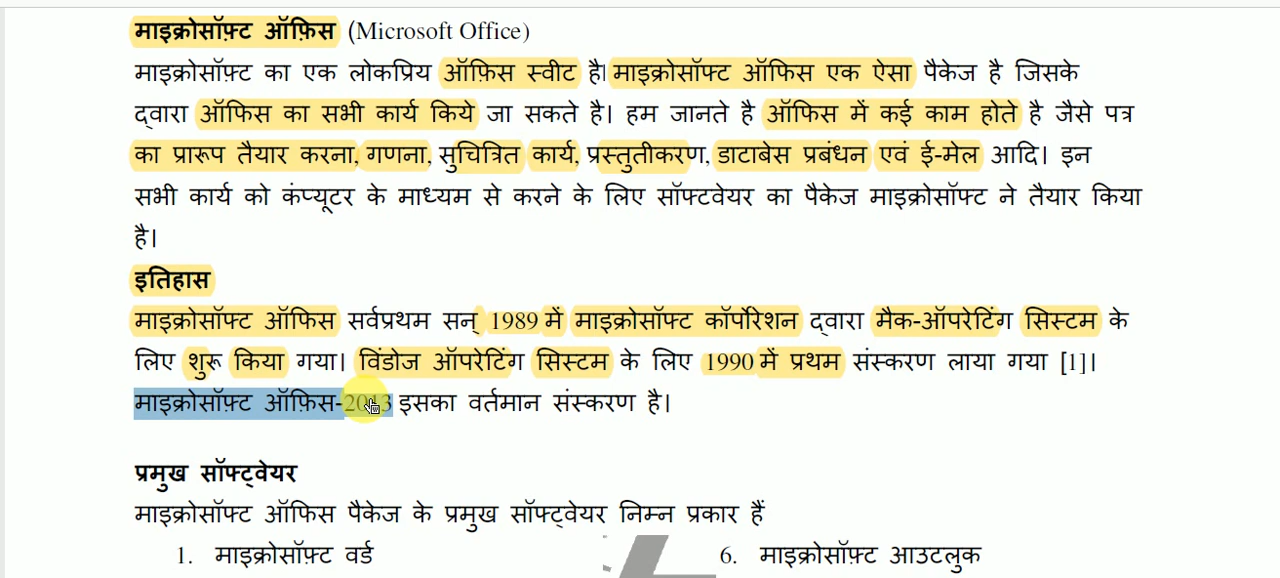 माइक्रोसॉफ़्ट ऑफ़िस (Microsoft Office)
माइक्रोसॉफ़्ट का एक लोकप्रिय ऑफ़िस स्वीट है। माइक्रोसॉफ्ट ऑफिस एक ऐसा पैकेज है जिसके
द्वारा ऑफिस का सभी कार्य किये जा सकते है। हम जानते है ऑफिस में कई काम होते है जैसे पत्र
का प्रारूप तैयार करना, गणना, सुचित्रित कार्य, प्रस्तुतीकरण, डाटाबेस प्रबंधन एवं ई-मेल आदि। इन
सभी कार्य को कंप्यूटर के माध्यम से करने के लिए सॉफ्टवेयर का पैकेज माइक्रोसॉफ्ट ने तैयार किया
है।
इतिहास
माइक्रोसॉफ्ट ऑफिस सर्वप्रथम सन् 1989 में माइक्रोसॉफ्ट कॉर्पोरेशन द्वारा मैक-ऑपरेटिंग सिस्टम के
लिए शुरू किया गया। विंडोज ऑपरेटिंग सिस्टम के लिए 1990 में प्रथम संस्करण लाया गया [1]।
माइक्रोसॉफ़्ट ऑफ़िस-2013 इसका वर्तमान संस्करण है।
प्रमुख सॉफ्ट्वेयर
माइक्रोसॉफ्ट ऑफिस पैकेज के प्रमुख सॉफ्ट्वेयर निम्न प्रकार हैं
1. माइक्रोसॉफ़्ट वर्ड
6. माइक्रोसॉफ़्ट आउटलुक